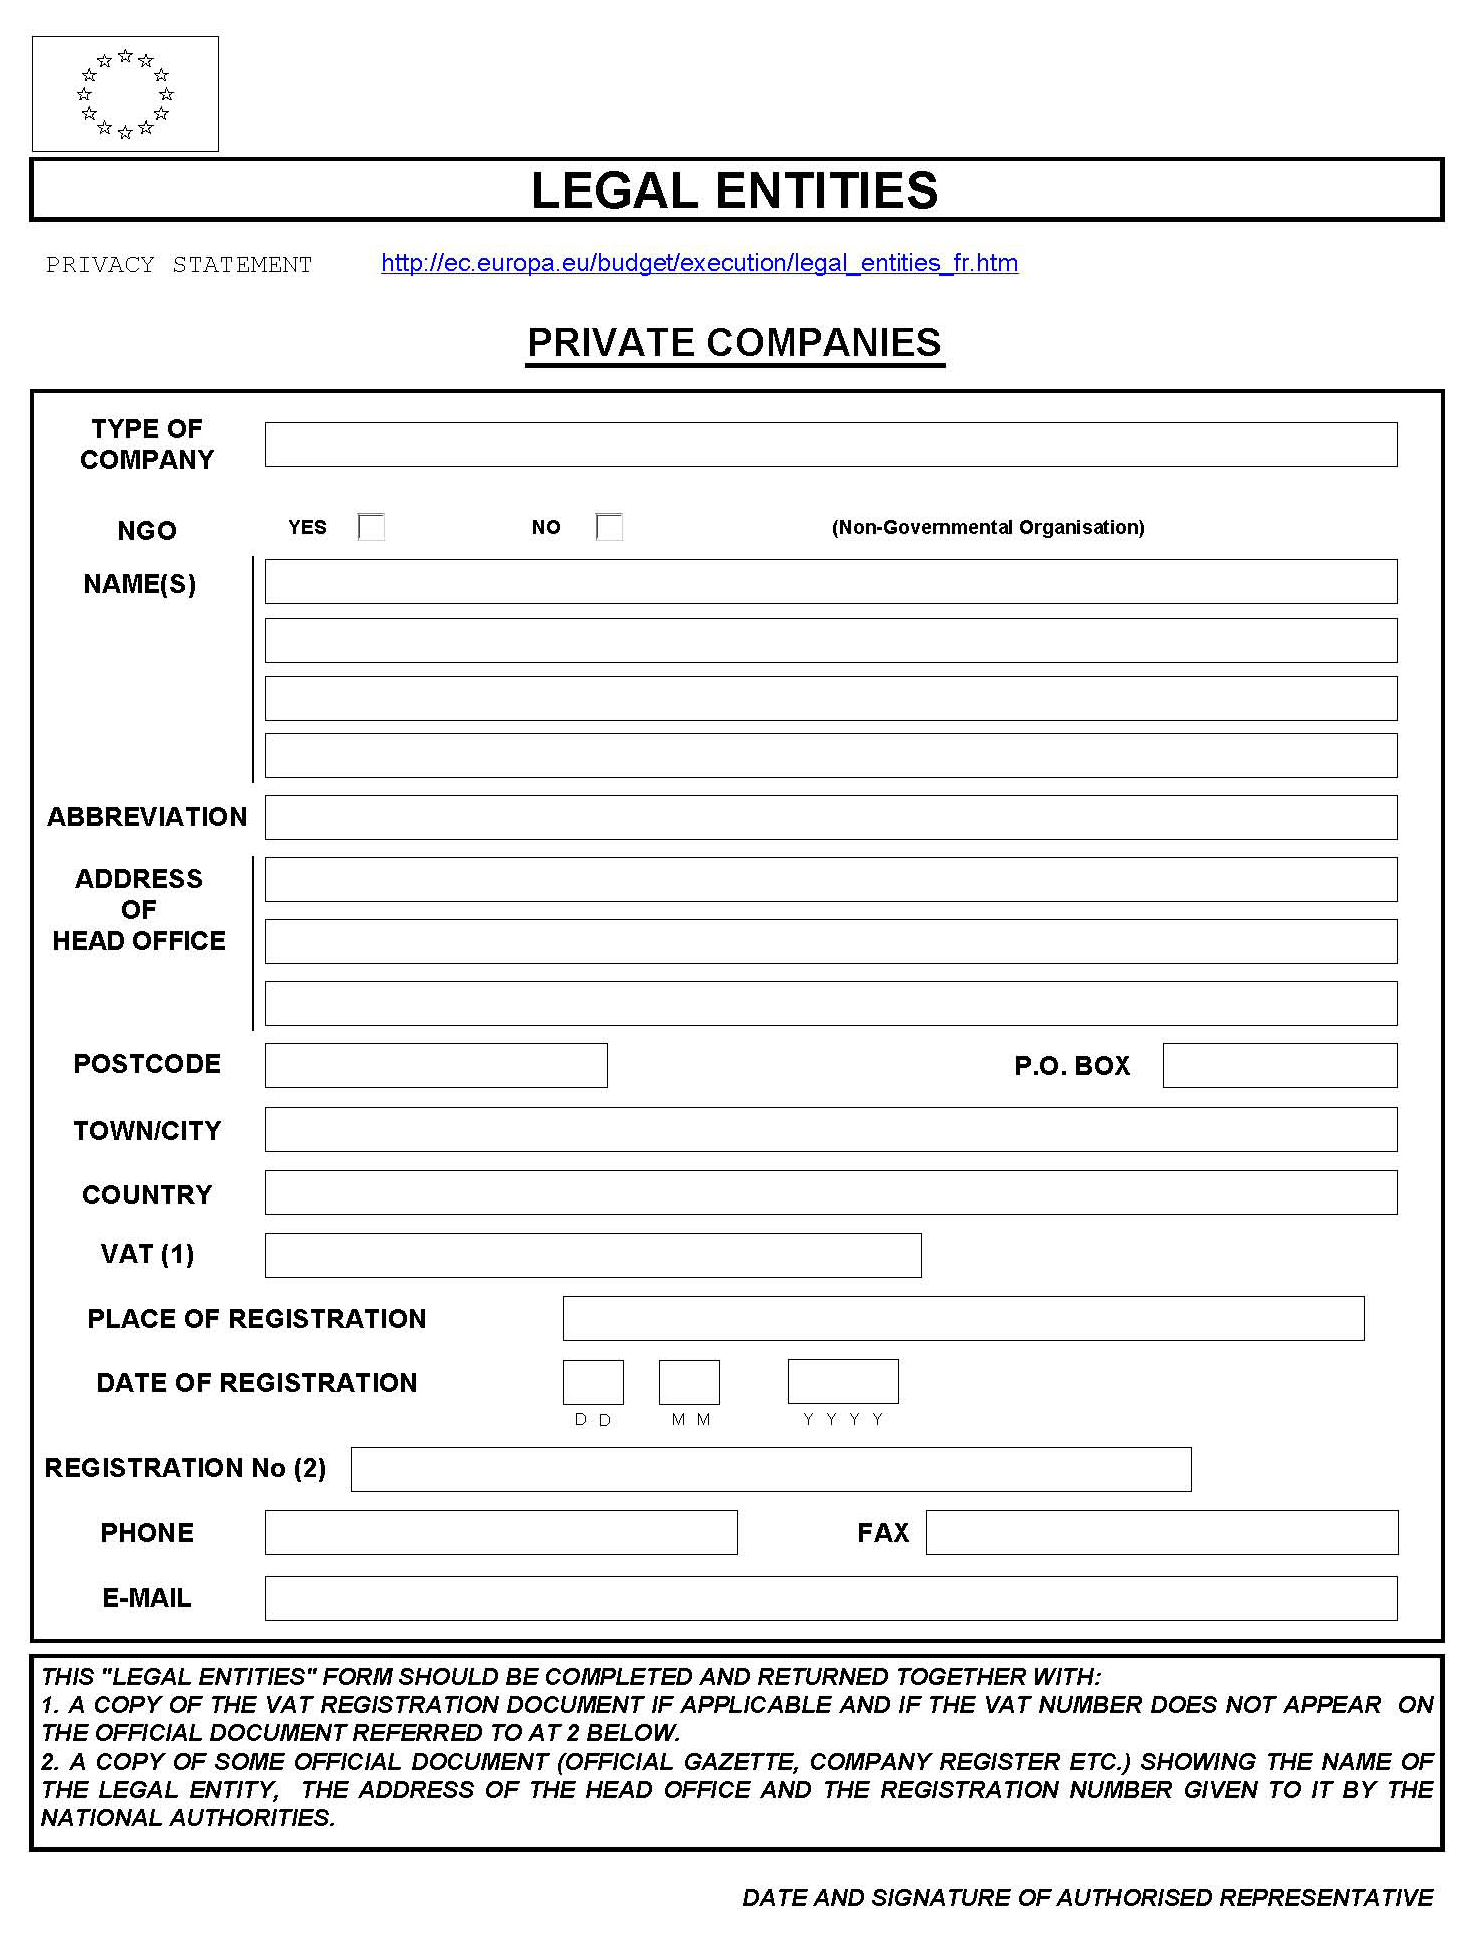 LEGAL ENTITIES
PRIVACY STATEMENT http://ec.europa.eu/budget/execution/legal_entities_fr.htm
PRIVATE COMPANIES
TYPE OF
COMPANY
NGO YES NO (Non-Governmental Organisation)
NAME(S)
ABBREVIATION
ADDRESS
OF
HEAD OFFICE
POSTCODE P.O. BOX
TOWN/CITY
COUNTRY
VAT (1)
PLACE OF REGISTRATION
DATE OF REGISTRATION
D D M M Y Y Y Y
REGISTRATION No (2)
PHONE FAX
E-MAIL
THIS "LEGAL ENTITIES" FORM SHOULD BE COMPLETED AND RETURNED TOGETHER WITH:
1. A COPY OF THE VAT REGISTRATION DOCUMENT IF APPLICABLE AND IF THE VAT NUMBER DOES NOT APPEAR ON
THE OFFICIAL DOCUMENT REFERRED TO AT 2 BELOW.
2. A COPY OF SOME OFFICIAL DOCUMENT (OFFICIAL GAZETTE, COMPANY REGISTER ETC.) SHOWING THE NAME OF
THE LEGAL ENTITY, THE ADDRESS OF THE HEAD OFFICE AND THE REGISTRATION NUMBER GIVEN TO IT BY THE
NATIONAL AUTHORITIES.
DATE AND SIGNATURE OF AUTHORISED REPRESENTATIVE